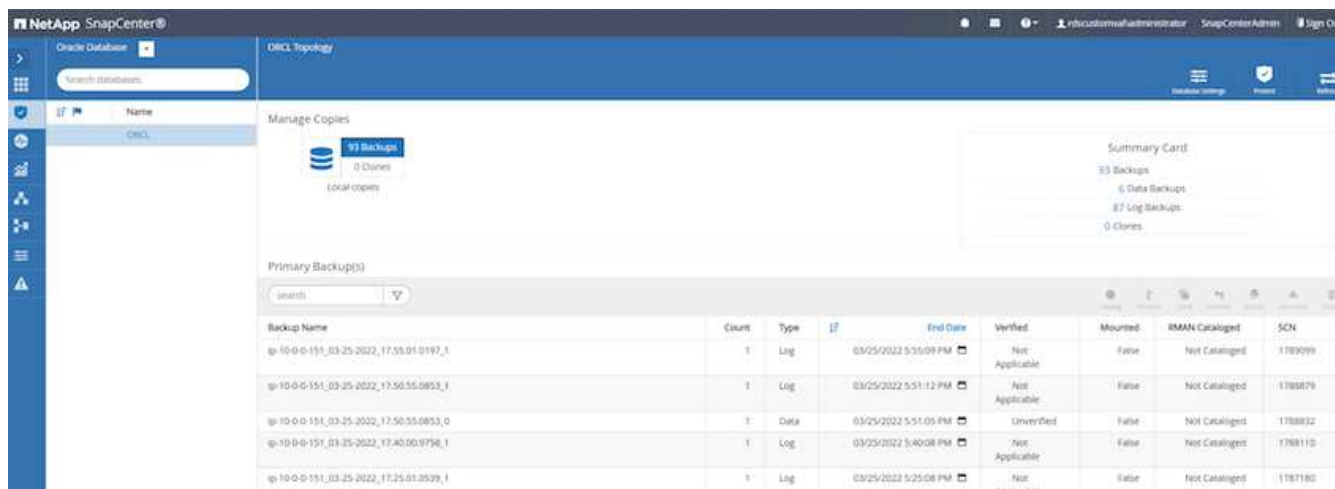 NetApp SnapCenter®
rdscustomvalhadministrator SnapCenterAdmin Sign O
Oracle Database
Search databases
Name
ORCL
ORCL Topology
Database Settings
Protect
Manage Copies
93 Backups
0 Clones
Local copies
Summary Card
93 Backups
6 Data Backups
87 Log Backups
0 Clones
Primary Backup(s)
search
Backup Name Count Type End Date Verified Mounted RMAN Cataloged SCN
ip-10-0-0-151_03-25-2022_17.55.01.0197_1 1 Log 03/25/2022 5:55:09 PM Not Applicable False Not Cataloged 1789099
ip-10-0-0-151_03-25-2022_17.50.55.0853_1 1 Log 03/25/2022 5:51:12 PM Not Applicable False Not Cataloged 1788879
ip-10-0-0-151_03-25-2022_17.50.55.0853_0 1 Data 03/25/2022 5:51:05 PM Unverified False Not Cataloged 1788832
ip-10-0-0-151_03-25-2022_17.40.00.9756_1 1 Log 03/25/2022 5:40:08 PM Not Applicable False Not Cataloged 1788110
ip-10-0-0-151_03-25-2022_17.25.01.0539_1 1 Log 03/25/2022 5:25:08 PM Not False Not Cataloged 1787180